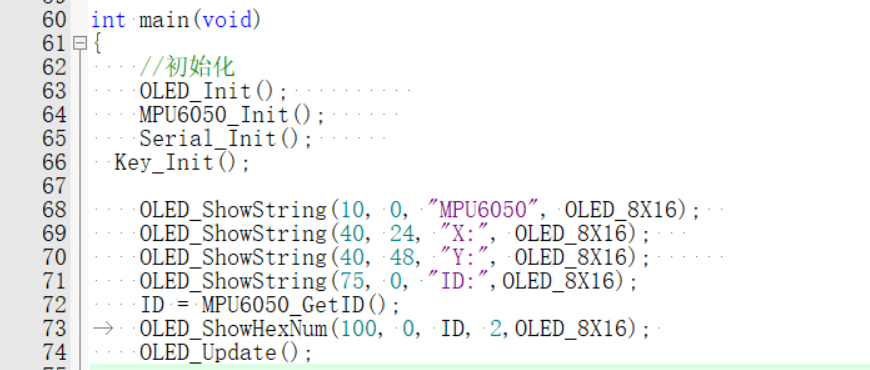 60 int main(void)
61 {
62 //初始化
63 OLED_Init();
64 MPU6050_Init();
65 Serial_Init();
66 Key_Init();
67
68 OLED_ShowString(10, 0, "MPU6050", OLED_8X16);
69 OLED_ShowString(40, 24, "X:", OLED_8X16);
70 OLED_ShowString(40, 48, "Y:", OLED_8X16);
71 OLED_ShowString(75, 0, "ID:",OLED_8X16);
72 ID = MPU6050_GetID();
73 OLED_ShowHexNum(100, 0, ID, 2,OLED_8X16);
74 OLED_Update();